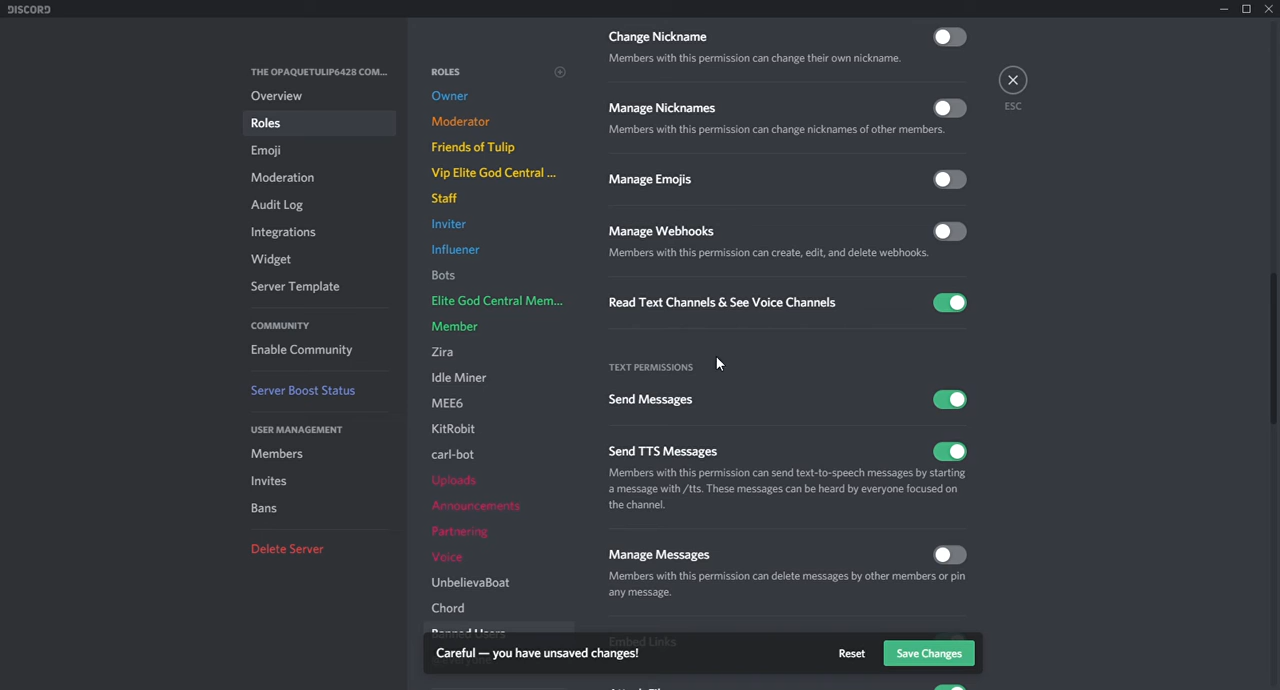 DISCORD
THE OPAQUETULIP6428 COM...
Overview
Roles
Emoji
Moderation
Audit Log
Integrations
Widget
Server Template
COMMUNITY
Enable Community
Server Boost Status
USER MANAGEMENT
Members
Invites
Bans
Delete Server
ROLES
Owner
Moderator
Friends of Tulip
Vip Elite God Central ...
Staff
Inviter
Influener
Bots
Elite God Central Mem...
Member
Zira
Idle Miner
MEE6
KitRobit
carl-bot
Uploads
Announcements
Partnering
Voice
UnbelievaBoat
Chord
Banned Users
Change Nickname
Members with this permission can change their own nickname.
Manage Nicknames
Members with this permission can change nicknames of other members.
Manage Emojis
Manage Webhooks
Members with this permission can create, edit, and delete webhooks.
Read Text Channels & See Voice Channels
TEXT PERMISSIONS
Send Messages
Send TTS Messages
Members with this permission can send text-to-speech messages by starting
a message with /tts. These messages can be heard by everyone focused on
the channel.
Manage Messages
Members with this permission can delete messages by other members or pin
any message.
Embed Links
Careful — you have unsaved changes!
Reset
Save Changes
ESC